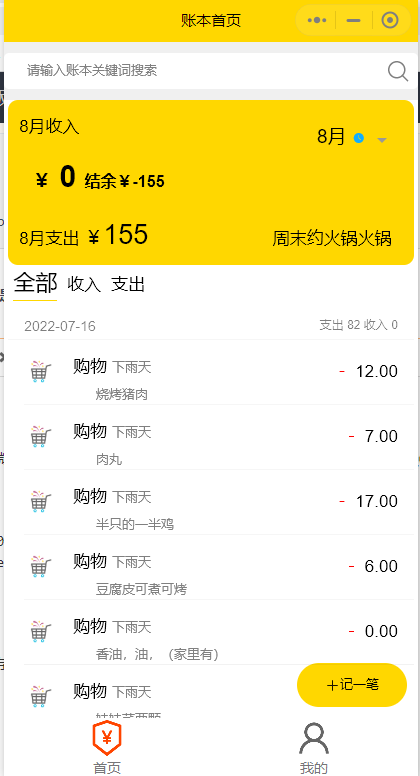 账本首页
请输入账本关键词搜索
8月收入
8月
￥ 0 结余￥-155
8月支出 ￥155
周末约火锅火锅
全部 收入 支出
2022-07-16 支出 82 收入 0
购物 下雨天 - 12.00
烧烤猪肉
购物 下雨天 - 7.00
肉丸
购物 下雨天 - 17.00
半只的一半鸡
购物 下雨天 - 6.00
豆腐皮可煮可烤
购物 下雨天 - 0.00
香油，油，（家里有）
购物 下雨天
＋记一笔
首页 我的